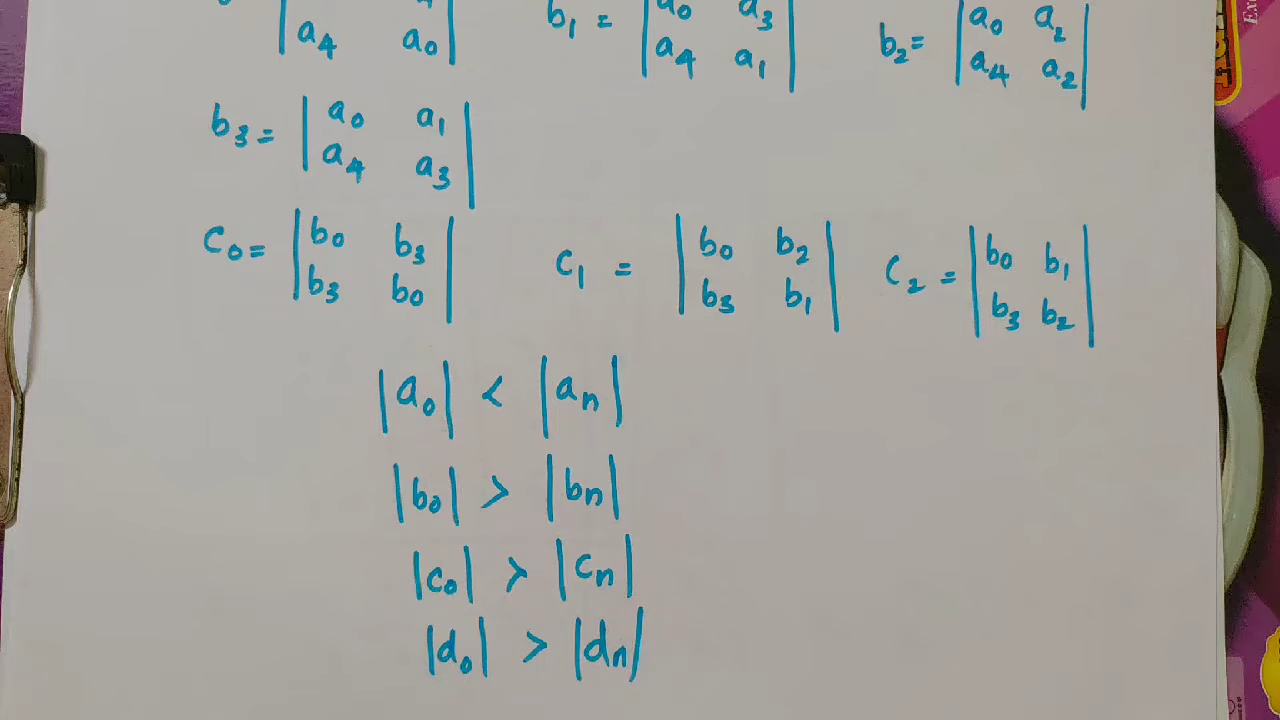 | a4 a0 | b1 = | a0 a3 | b2 = | a0 a2 |
| a4 a1 | | a4 a2 |
b3 = | a0 a1 |
| a4 a3 |
c0 = | b0 b3 | c1 = | b0 b2 | c2 = | b0 b1 |
| b3 b0 | | b3 b1 | | b3 b2 |
|a0| < |an|
|b0| > |bn|
|c0| > |cn|
|d0| > |dn|